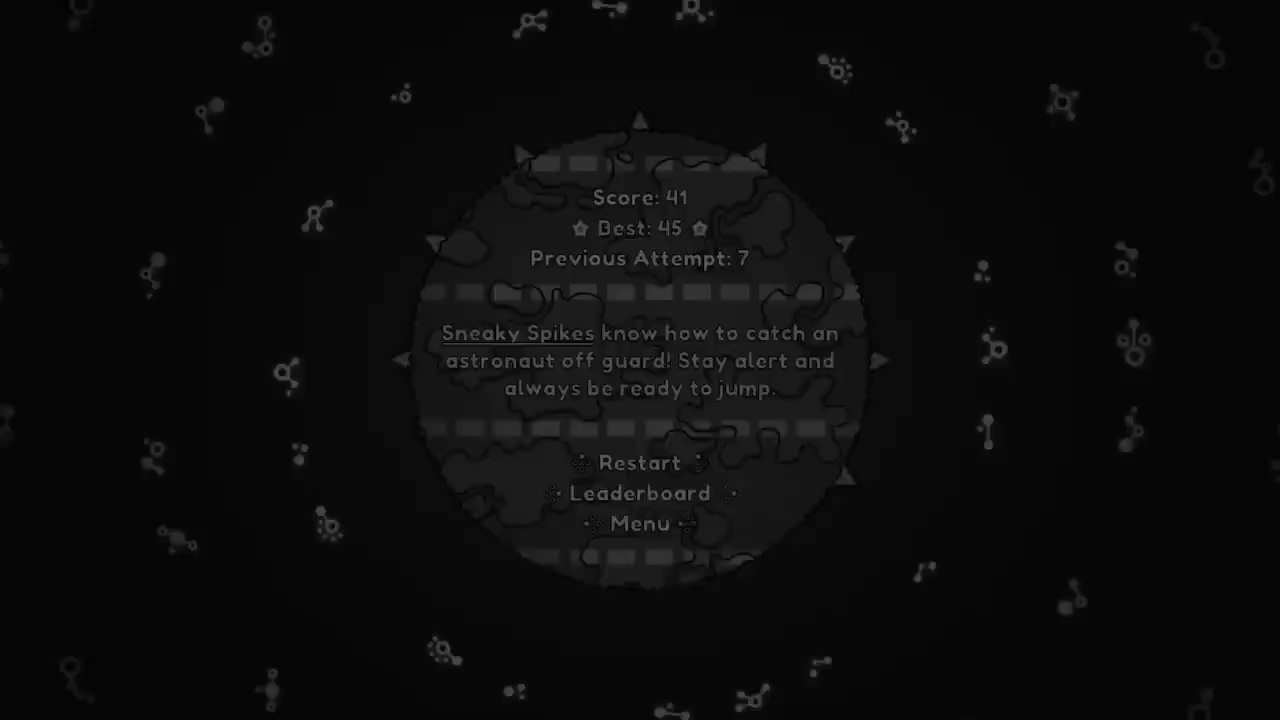 Score: 41
Best: 45
Previous Attempt: 7
Sneaky Spikes know how to catch an
astronaut off guard! Stay alert and
always be ready to jump.
Restart
Leaderboard
Menu